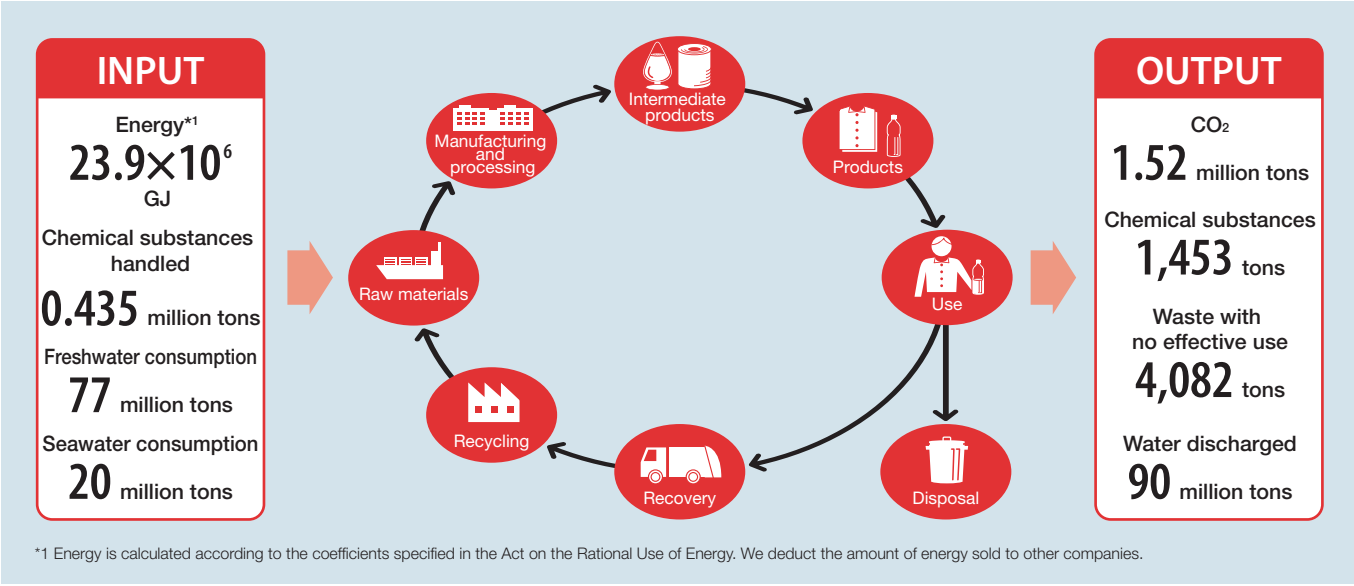 INPUT
Energy*1
23.9×10⁶
GJ
Chemical substances
handled
0.435 million tons
Freshwater consumption
77 million tons
Seawater consumption
20 million tons
Intermediate
products
Manufacturing
and
processing
Products
Raw materials
Use
Recycling
Recovery
Disposal
OUTPUT
CO₂
1.52 million tons
Chemical substances
1,453 tons
Waste with
no effective use
4,082 tons
Water discharged
90 million tons
*1 Energy is calculated according to the coefficients specified in the Act on the Rational Use of Energy. We deduct the amount of energy sold to other companies.